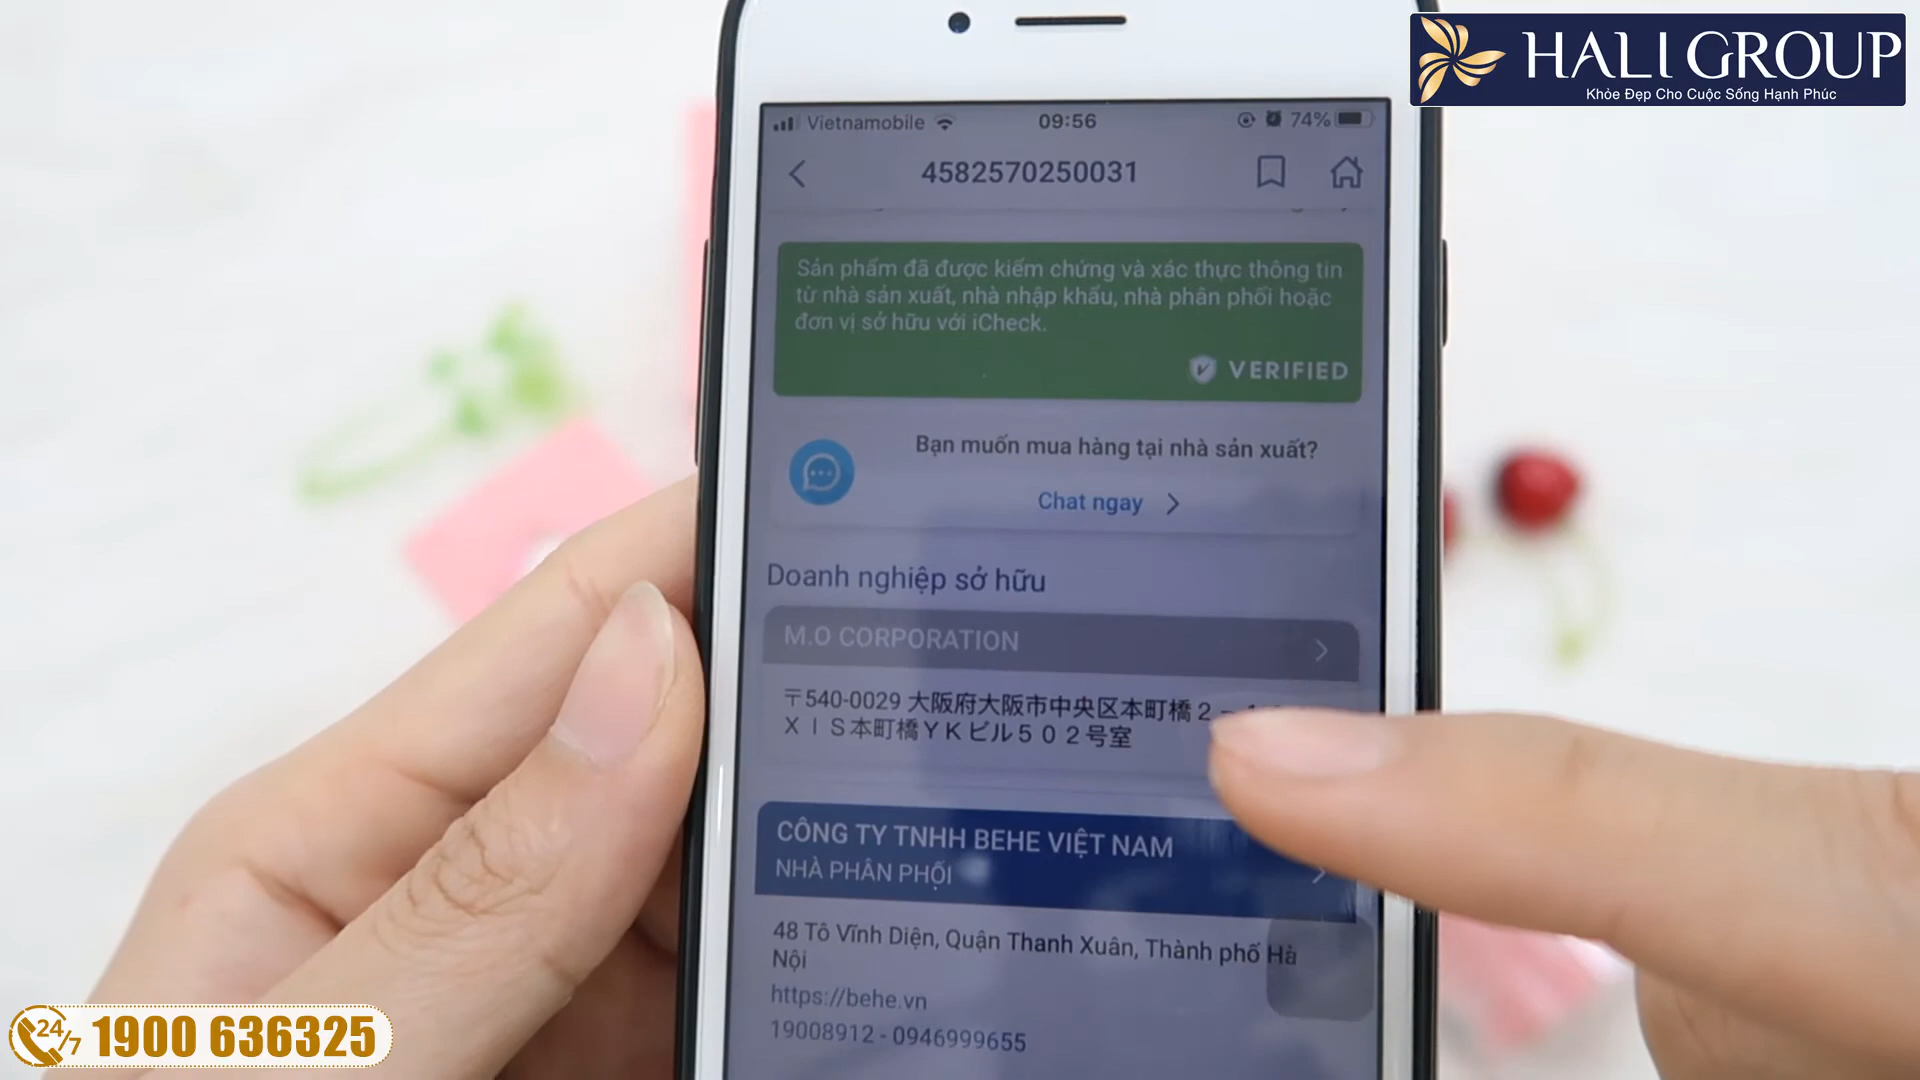 HALI GROUP
Khỏe Đẹp Cho Cuộc Sống Hạnh Phúc
Vietnamobile 09:56 74%
4582570250031
Sản phẩm đã được kiểm chứng và xác thực thông tin
từ nhà sản xuất, nhà nhập khẩu, nhà phân phối hoặc
đơn vị sở hữu với iCheck.
VERIFIED
Bạn muốn mua hàng tại nhà sản xuất?
Chat ngay
Doanh nghiệp sở hữu
M.O CORPORATION
〒540-0029 大阪府大阪市中央区本町橋２－
ＸＩＳ本町橋ＹＫビル５０２号室
CÔNG TY TNHH BEHE VIỆT NAM
NHÀ PHÂN PHỐI
48 Tô Vĩnh Diện, Quận Thanh Xuân, Thành phố Hà
Nội
https://behe.vn
19008912 - 0946999655
24/7 1900 636325